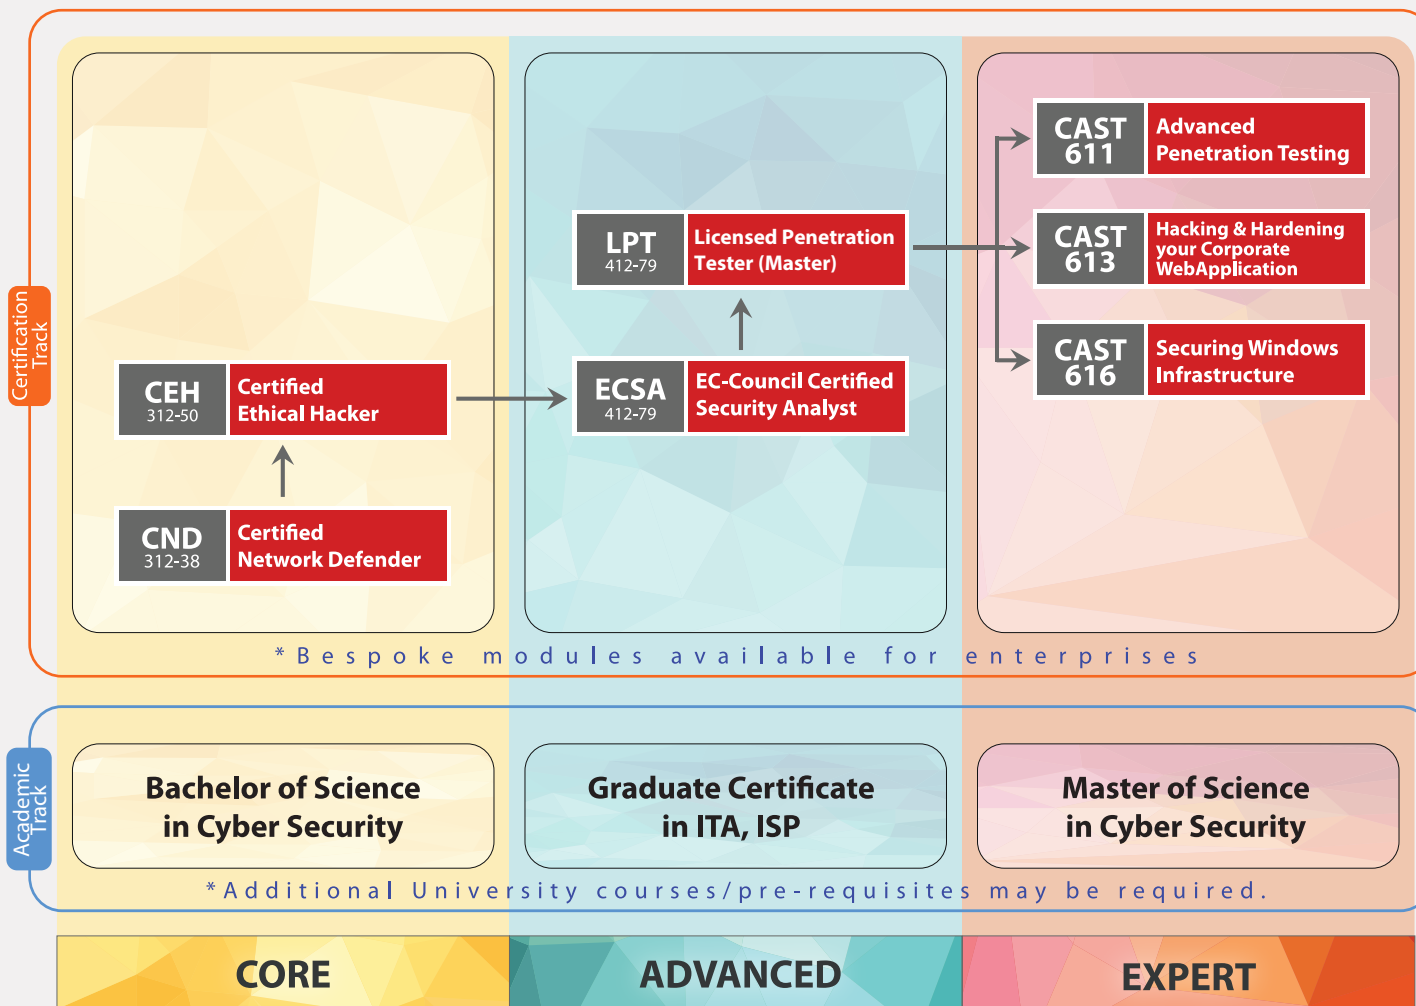 Certification
Track
CEH
312-50
Certified
Ethical Hacker
CND
312-38
Certified
Network Defender
LPT
412-79
Licensed Penetration
Tester (Master)
ECSA
412-79
EC-Council Certified
Security Analyst
CAST
611
Advanced
Penetration Testing
CAST
613
Hacking & Hardening
your Corporate
WebApplication
CAST
616
Securing Windows
Infrastructure
*Bespoke modules available for enterprises
Academic
Track
Bachelor of Science
in Cyber Security
Graduate Certificate
in ITA, ISP
Master of Science
in Cyber Security
*Additional University courses/pre-requisites may be required.
CORE
ADVANCED
EXPERT